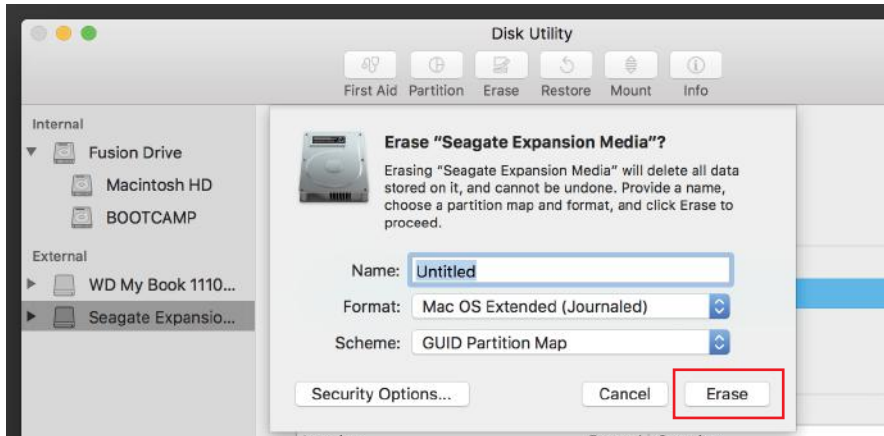 Disk Utility
First Aid Partition Erase Restore Mount Info
Internal
Fusion Drive
Macintosh HD
BOOTCAMP
External
WD My Book 1110...
Seagate Expansio...
Erase “Seagate Expansion Media”?
Erasing “Seagate Expansion Media” will delete all data
stored on it, and cannot be undone. Provide a name,
choose a partition map and format, and click Erase to
proceed.
Name: Untitled
Format: Mac OS Extended (Journaled)
Scheme: GUID Partition Map
Security Options... Cancel Erase